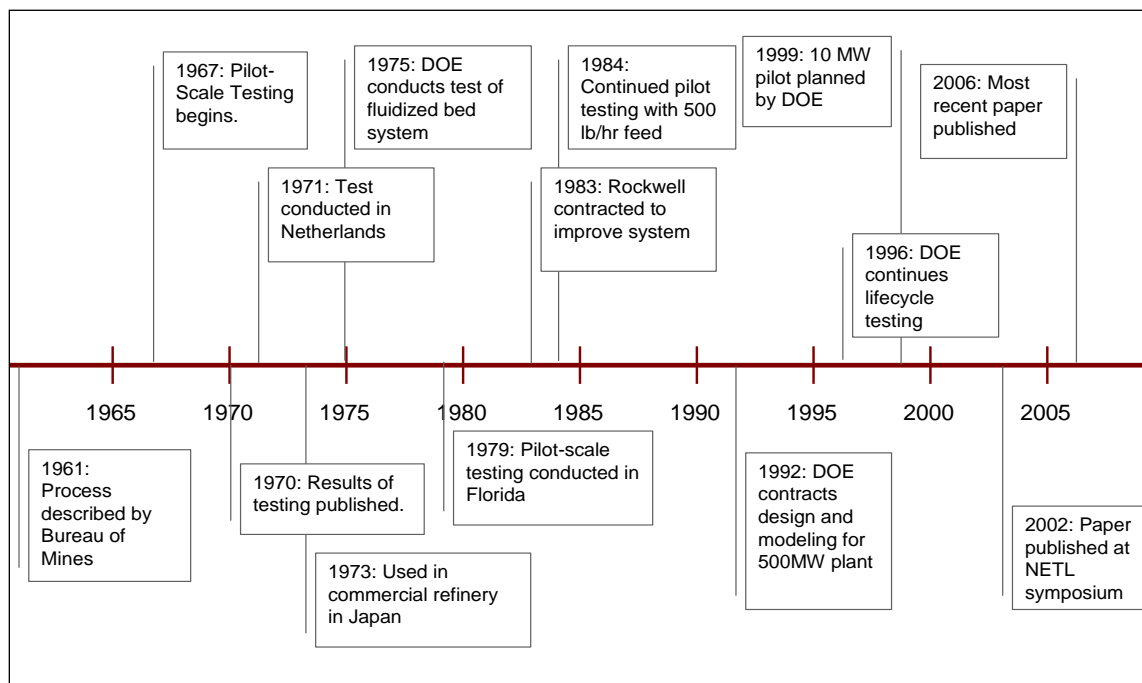 1967: Pilot-
Scale Testing
begins.
1975: DOE
conducts test of
fluidized bed
system
1984:
Continued pilot
testing with 500
lb/hr feed
1999: 10 MW
pilot planned
by DOE
2006: Most
recent paper
published
1971: Test
conducted in
Netherlands
1983: Rockwell
contracted to
improve system
1996: DOE
continues
lifecycle
testing
1965 1970 1975 1980 1985 1990 1995 2000 2005
1961:
Process
described by
Bureau of
Mines
1970: Results of
testing published.
1979: Pilot-scale
testing conducted in
Florida
1992: DOE
contracts
design and
modeling for
500MW plant
2002: Paper
published at
NETL
symposium
1973: Used in
commercial refinery
in Japan